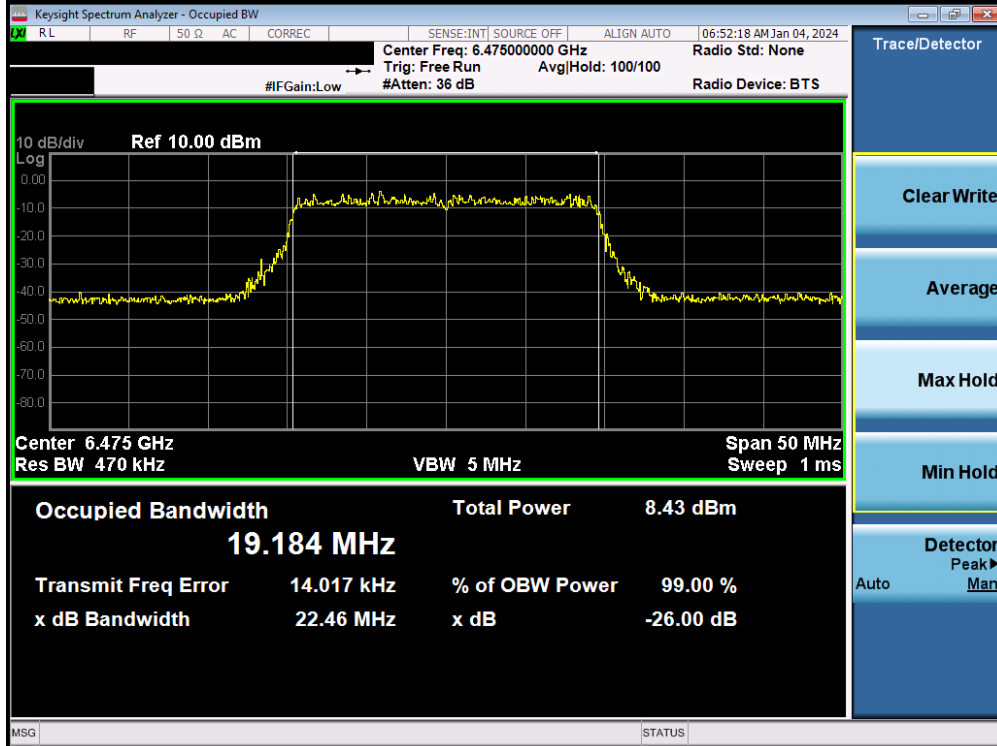 Keysight Spectrum Analyzer - Occupied BW
LXI RL RF 50 Ω AC CORREC SENSE:INT SOURCE OFF ALIGN AUTO 06:52:18 AM Jan 04, 2024
Center Freq: 6.475000000 GHz Radio Std: None
Trig: Free Run Avg|Hold: 100/100
#IFGain:Low #Atten: 36 dB Radio Device: BTS
10 dB/div Ref 10.00 dBm
Log
0.00
-10.0
-20.0
-30.0
-40.0
-50.0
-60.0
-70.0
-80.0
Center 6.475 GHz Span 50 MHz
Res BW 470 kHz VBW 5 MHz Sweep 1 ms
Occupied Bandwidth Total Power 8.43 dBm
19.184 MHz
Transmit Freq Error 14.017 kHz % of OBW Power 99.00 %
x dB Bandwidth 22.46 MHz x dB -26.00 dB
Trace/Detector
Clear Write
Average
Max Hold
Min Hold
Detector
Peak▶
Auto Man
MSG STATUS